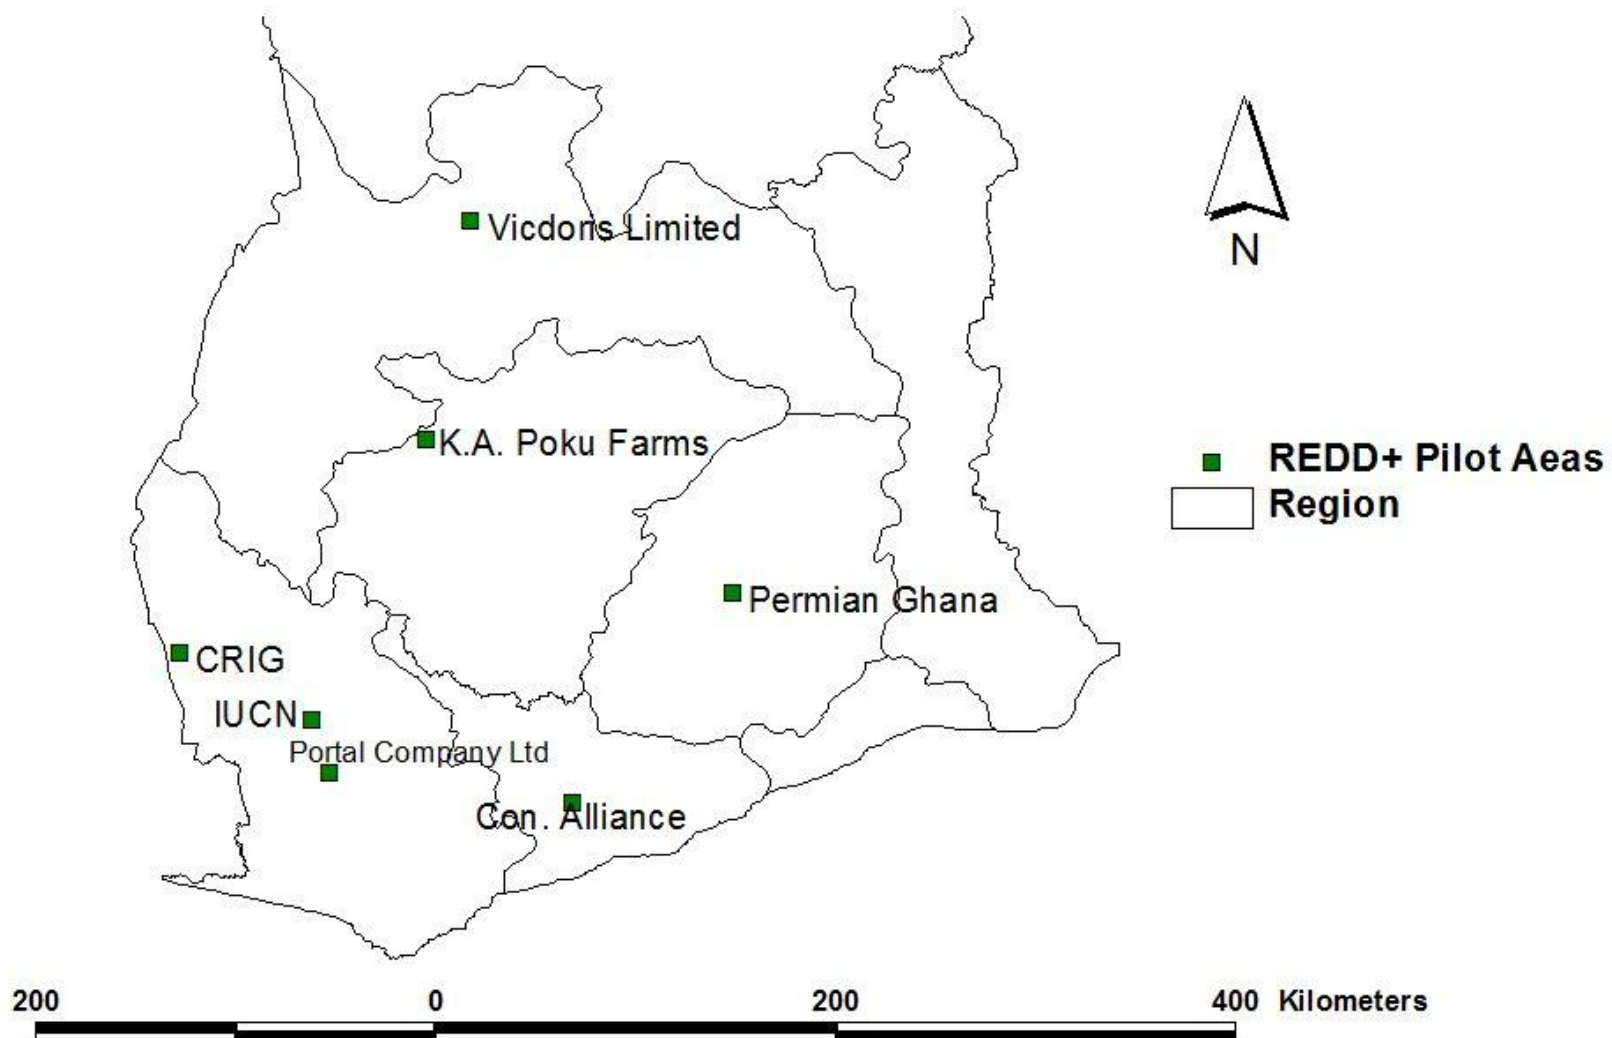 Vicdoris Limited
N
K.A. Poku Farms
REDD+ Pilot Aeas
Region
Permian Ghana
CRIG
IUCN
Portal Company Ltd
Con. Alliance
200 0 200 400 Kilometers